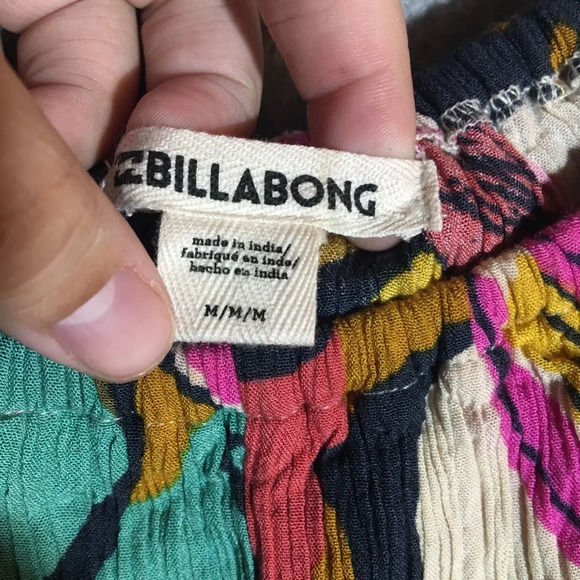 BILLABONG
made in india/
fabriqué en inde/
hecho en india
M/M/M